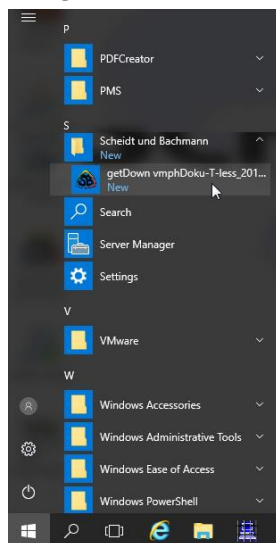 P
PDFCreator
PMS
S
Scheidt und Bachmann
New
getDown vmphDoku-T-less_201...
New
Search
Server Manager
Settings
V
VMware
W
Windows Accessories
Windows Administrative Tools
Windows Ease of Access
Windows PowerShell